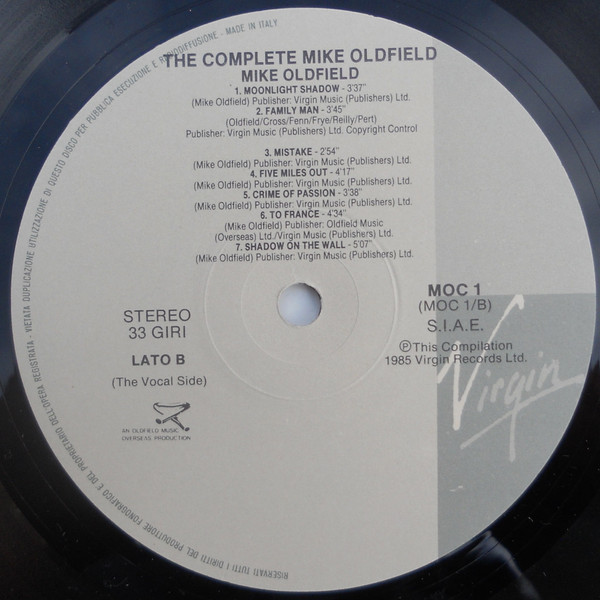 RISERVATI TUTTI I DIRITTI DEL PRODUTTORE FONOGRAFICO E DEL PROPRIETARIO DELL'OPERA REGISTRATA - VIETATA DUPLICAZIONE UTILIZZAZIONE DI QUESTO DISCO PER PUBBLICA ESECUZIONE E RADIODIFFUSIONE - MADE IN ITALY
THE COMPLETE MIKE OLDFIELD
MIKE OLDFIELD
1. MOONLIGHT SHADOW - 3'37"
(Mike Oldfield) Publisher: Virgin Music (Publishers) Ltd.
2. FAMILY MAN - 3'45"
(Oldfield/Cross/Fenn/Frye/Reilly/Pert)
Publisher: Virgin Music (Publishers) Ltd. Copyright Control
3. MISTAKE - 2'54"
(Mike Oldfield) Publisher: Virgin Music (Publishers) Ltd.
4. FIVE MILES OUT - 4'17"
(Mike Oldfield) Publisher: Virgin Music (Publishers) Ltd.
5. CRIME OF PASSION - 3'38"
(Mike Oldfield) Publisher: Virgin Music (Publishers) Ltd.
6. TO FRANCE - 4'34"
(Mike Oldfield) Publisher: Oldfield Music
(Overseas) Ltd./Virgin Music (Publishers) Ltd.
7. SHADOW ON THE WALL - 5'07"
(Mike Oldfield) Publisher: Virgin Music (Publishers) Ltd.
STEREO
33 GIRI
LATO B
(The Vocal Side)
AN OLDFIELD MUSIC
OVERSEAS PRODUCTION
MOC 1
(MOC 1/B)
S.I.A.E.
℗This Compilation
1985 Virgin Records Ltd.
Virgin